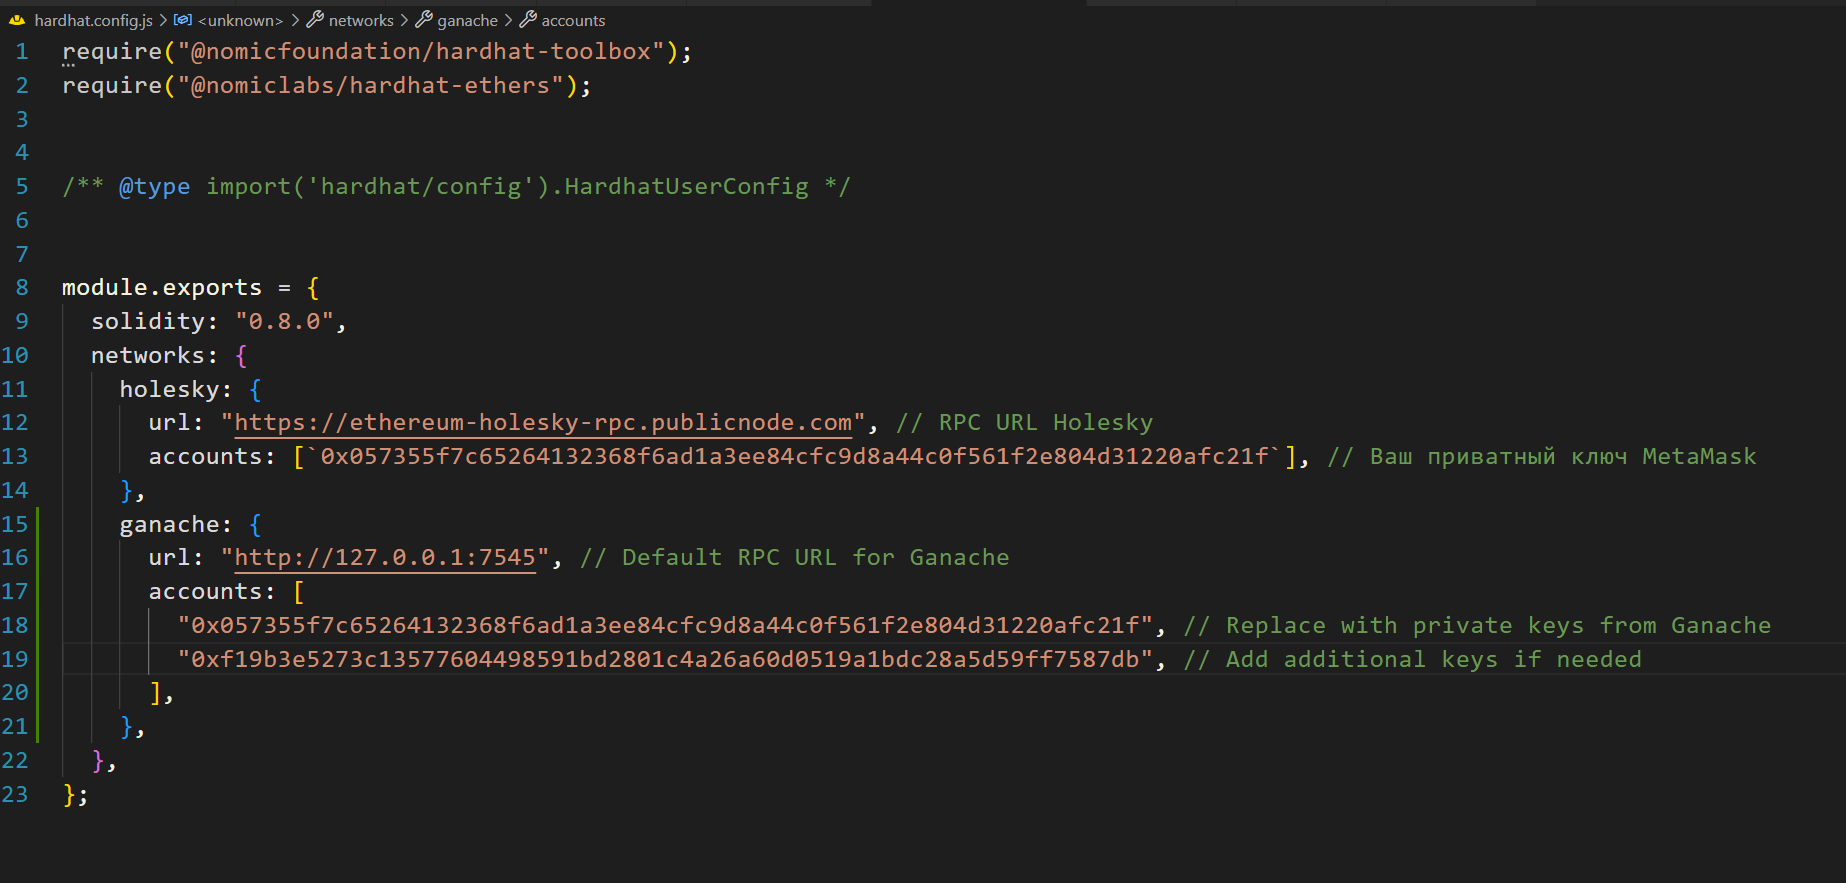 hardhat.config.js > <unknown> > networks > ganache > accounts
1 require("@nomicfoundation/hardhat-toolbox");
2 require("@nomiclabs/hardhat-ethers");
3
4
5 /** @type import('hardhat/config').HardhatUserConfig */
6
7
8 module.exports = {
9 solidity: "0.8.0",
10 networks: {
11 holesky: {
12 url: "https://ethereum-holesky-rpc.publicnode.com", // RPC URL Holesky
13 accounts: [`0x057355f7c65264132368f6ad1a3ee84cfc9d8a44c0f561f2e804d31220afc21f`], // Ваш приватный ключ MetaMask
14 },
15 ganache: {
16 url: "http://127.0.0.1:7545", // Default RPC URL for Ganache
17 accounts: [
18 "0x057355f7c65264132368f6ad1a3ee84cfc9d8a44c0f561f2e804d31220afc21f", // Replace with private keys from Ganache
19 "0xf19b3e5273c13577604498591bd2801c4a26a60d0519a1bdc28a5d59ff7587db", // Add additional keys if needed
20 ],
21 },
22 },
23 };